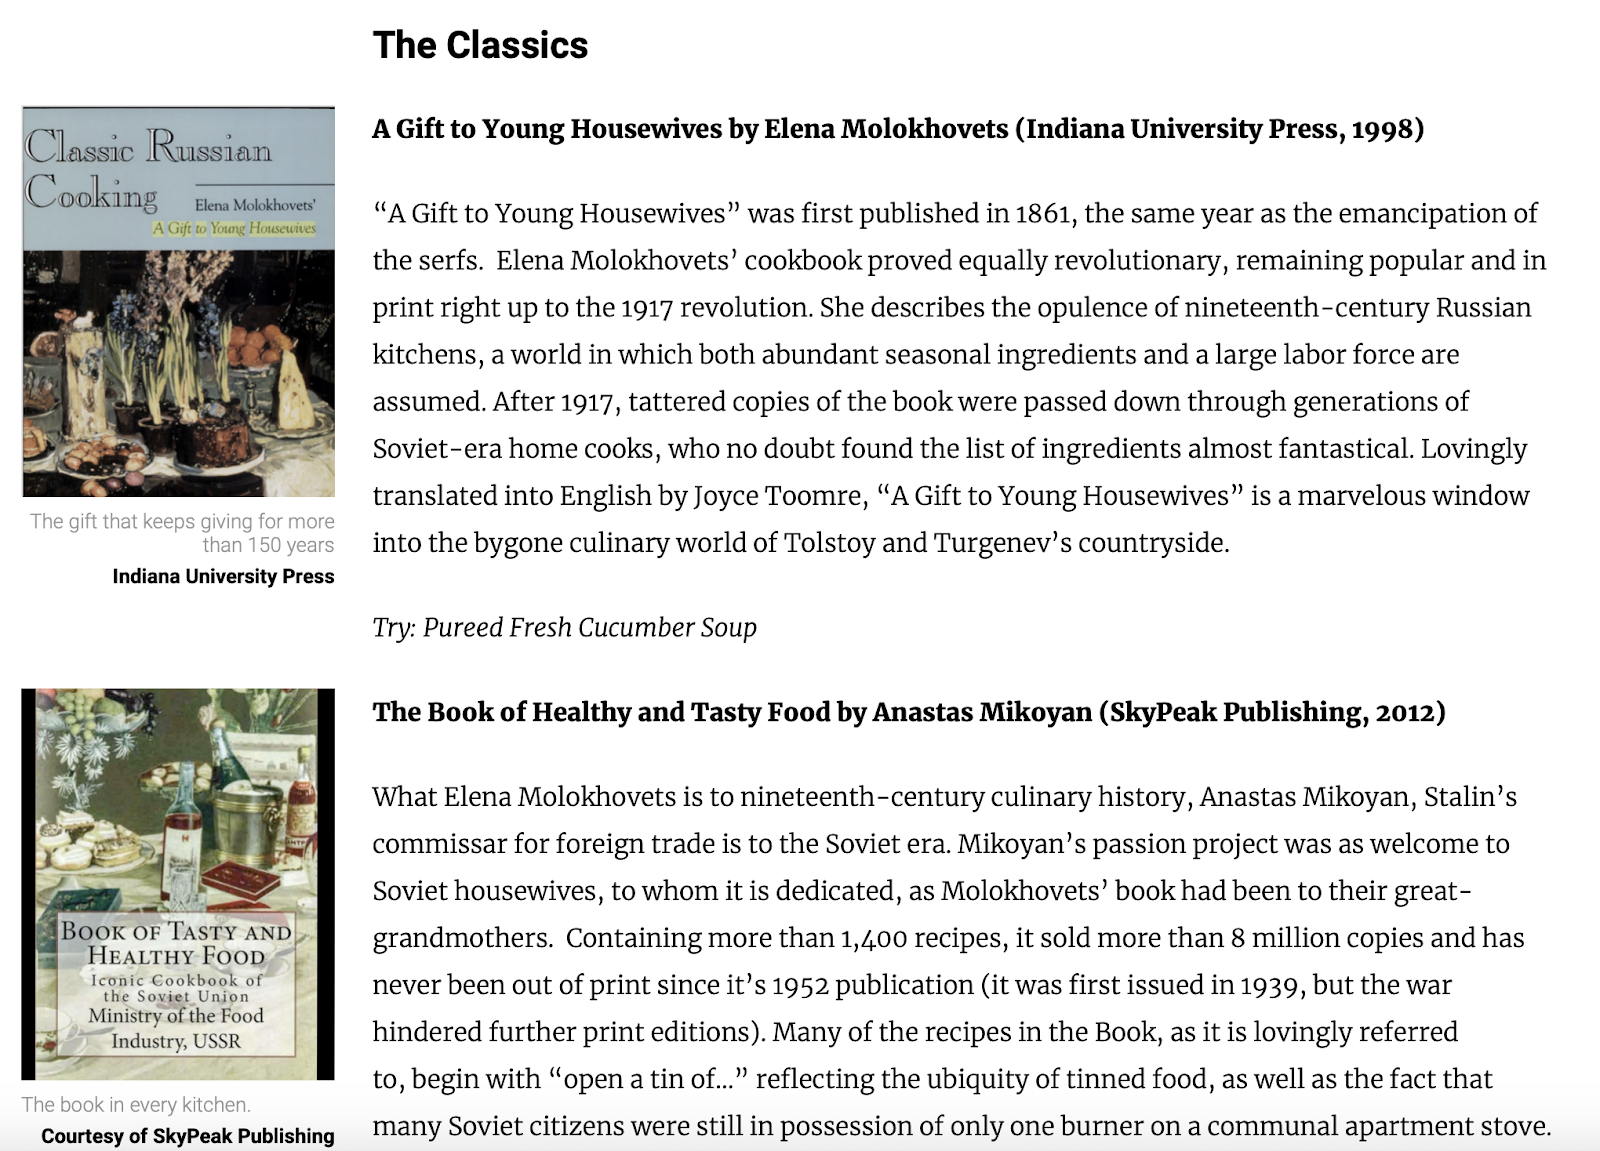 The Classics
Classic Russian
Cooking
Elena Molokhovets'
A Gift to Young Housewives
The gift that keeps giving for more
than 150 years
Indiana University Press
A Gift to Young Housewives by Elena Molokhovets (Indiana University Press, 1998)
“A Gift to Young Housewives” was first published in 1861, the same year as the emancipation of
the serfs.  Elena Molokhovets’ cookbook proved equally revolutionary, remaining popular and in
print right up to the 1917 revolution. She describes the opulence of nineteenth-century Russian
kitchens, a world in which both abundant seasonal ingredients and a large labor force are
assumed. After 1917, tattered copies of the book were passed down through generations of
Soviet-era home cooks, who no doubt found the list of ingredients almost fantastical. Lovingly
translated into English by Joyce Toomre, “A Gift to Young Housewives” is a marvelous window
into the bygone culinary world of Tolstoy and Turgenev’s countryside.
Try: Pureed Fresh Cucumber Soup
Book of Tasty and
Healthy Food
Iconic Cookbook of
the Soviet Union
Ministry of the Food
Industry, USSR
The book in every kitchen.
Courtesy of SkyPeak Publishing
The Book of Healthy and Tasty Food by Anastas Mikoyan (SkyPeak Publishing, 2012)
What Elena Molokhovets is to nineteenth-century culinary history, Anastas Mikoyan, Stalin’s
commissar for foreign trade is to the Soviet era. Mikoyan’s passion project was as welcome to
Soviet housewives, to whom it is dedicated, as Molokhovets’ book had been to their great-
grandmothers.  Containing more than 1,400 recipes, it sold more than 8 million copies and has
never been out of print since it’s 1952 publication (it was first issued in 1939, but the war
hindered further print editions). Many of the recipes in the Book, as it is lovingly referred
to, begin with “open a tin of…” reflecting the ubiquity of tinned food, as well as the fact that
many Soviet citizens were still in possession of only one burner on a communal apartment stove.